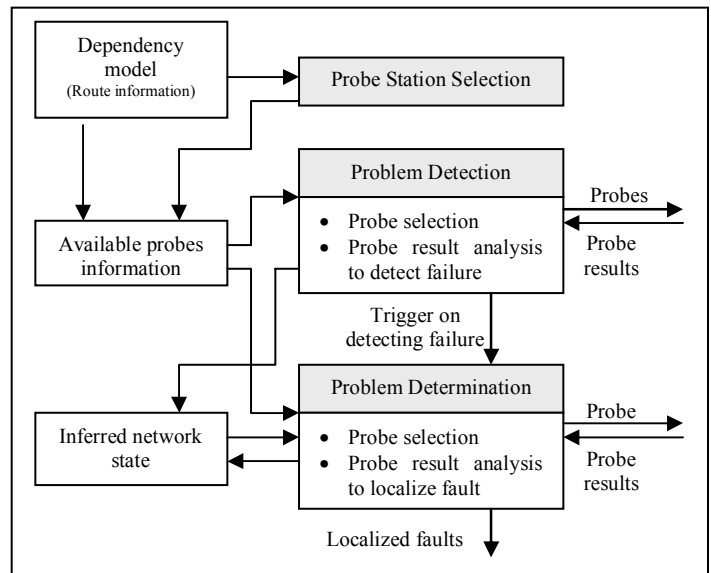 Dependency
model
(Route information)
Probe Station Selection
Problem Detection
• Probe selection
• Probe result analysis
to detect failure
Probes
Probe
results
Available probes
information
Trigger on
detecting failure
Problem Determination
• Probe selection
• Probe result analysis
to localize fault
Probe
Probe
results
Inferred network
state
Localized faults